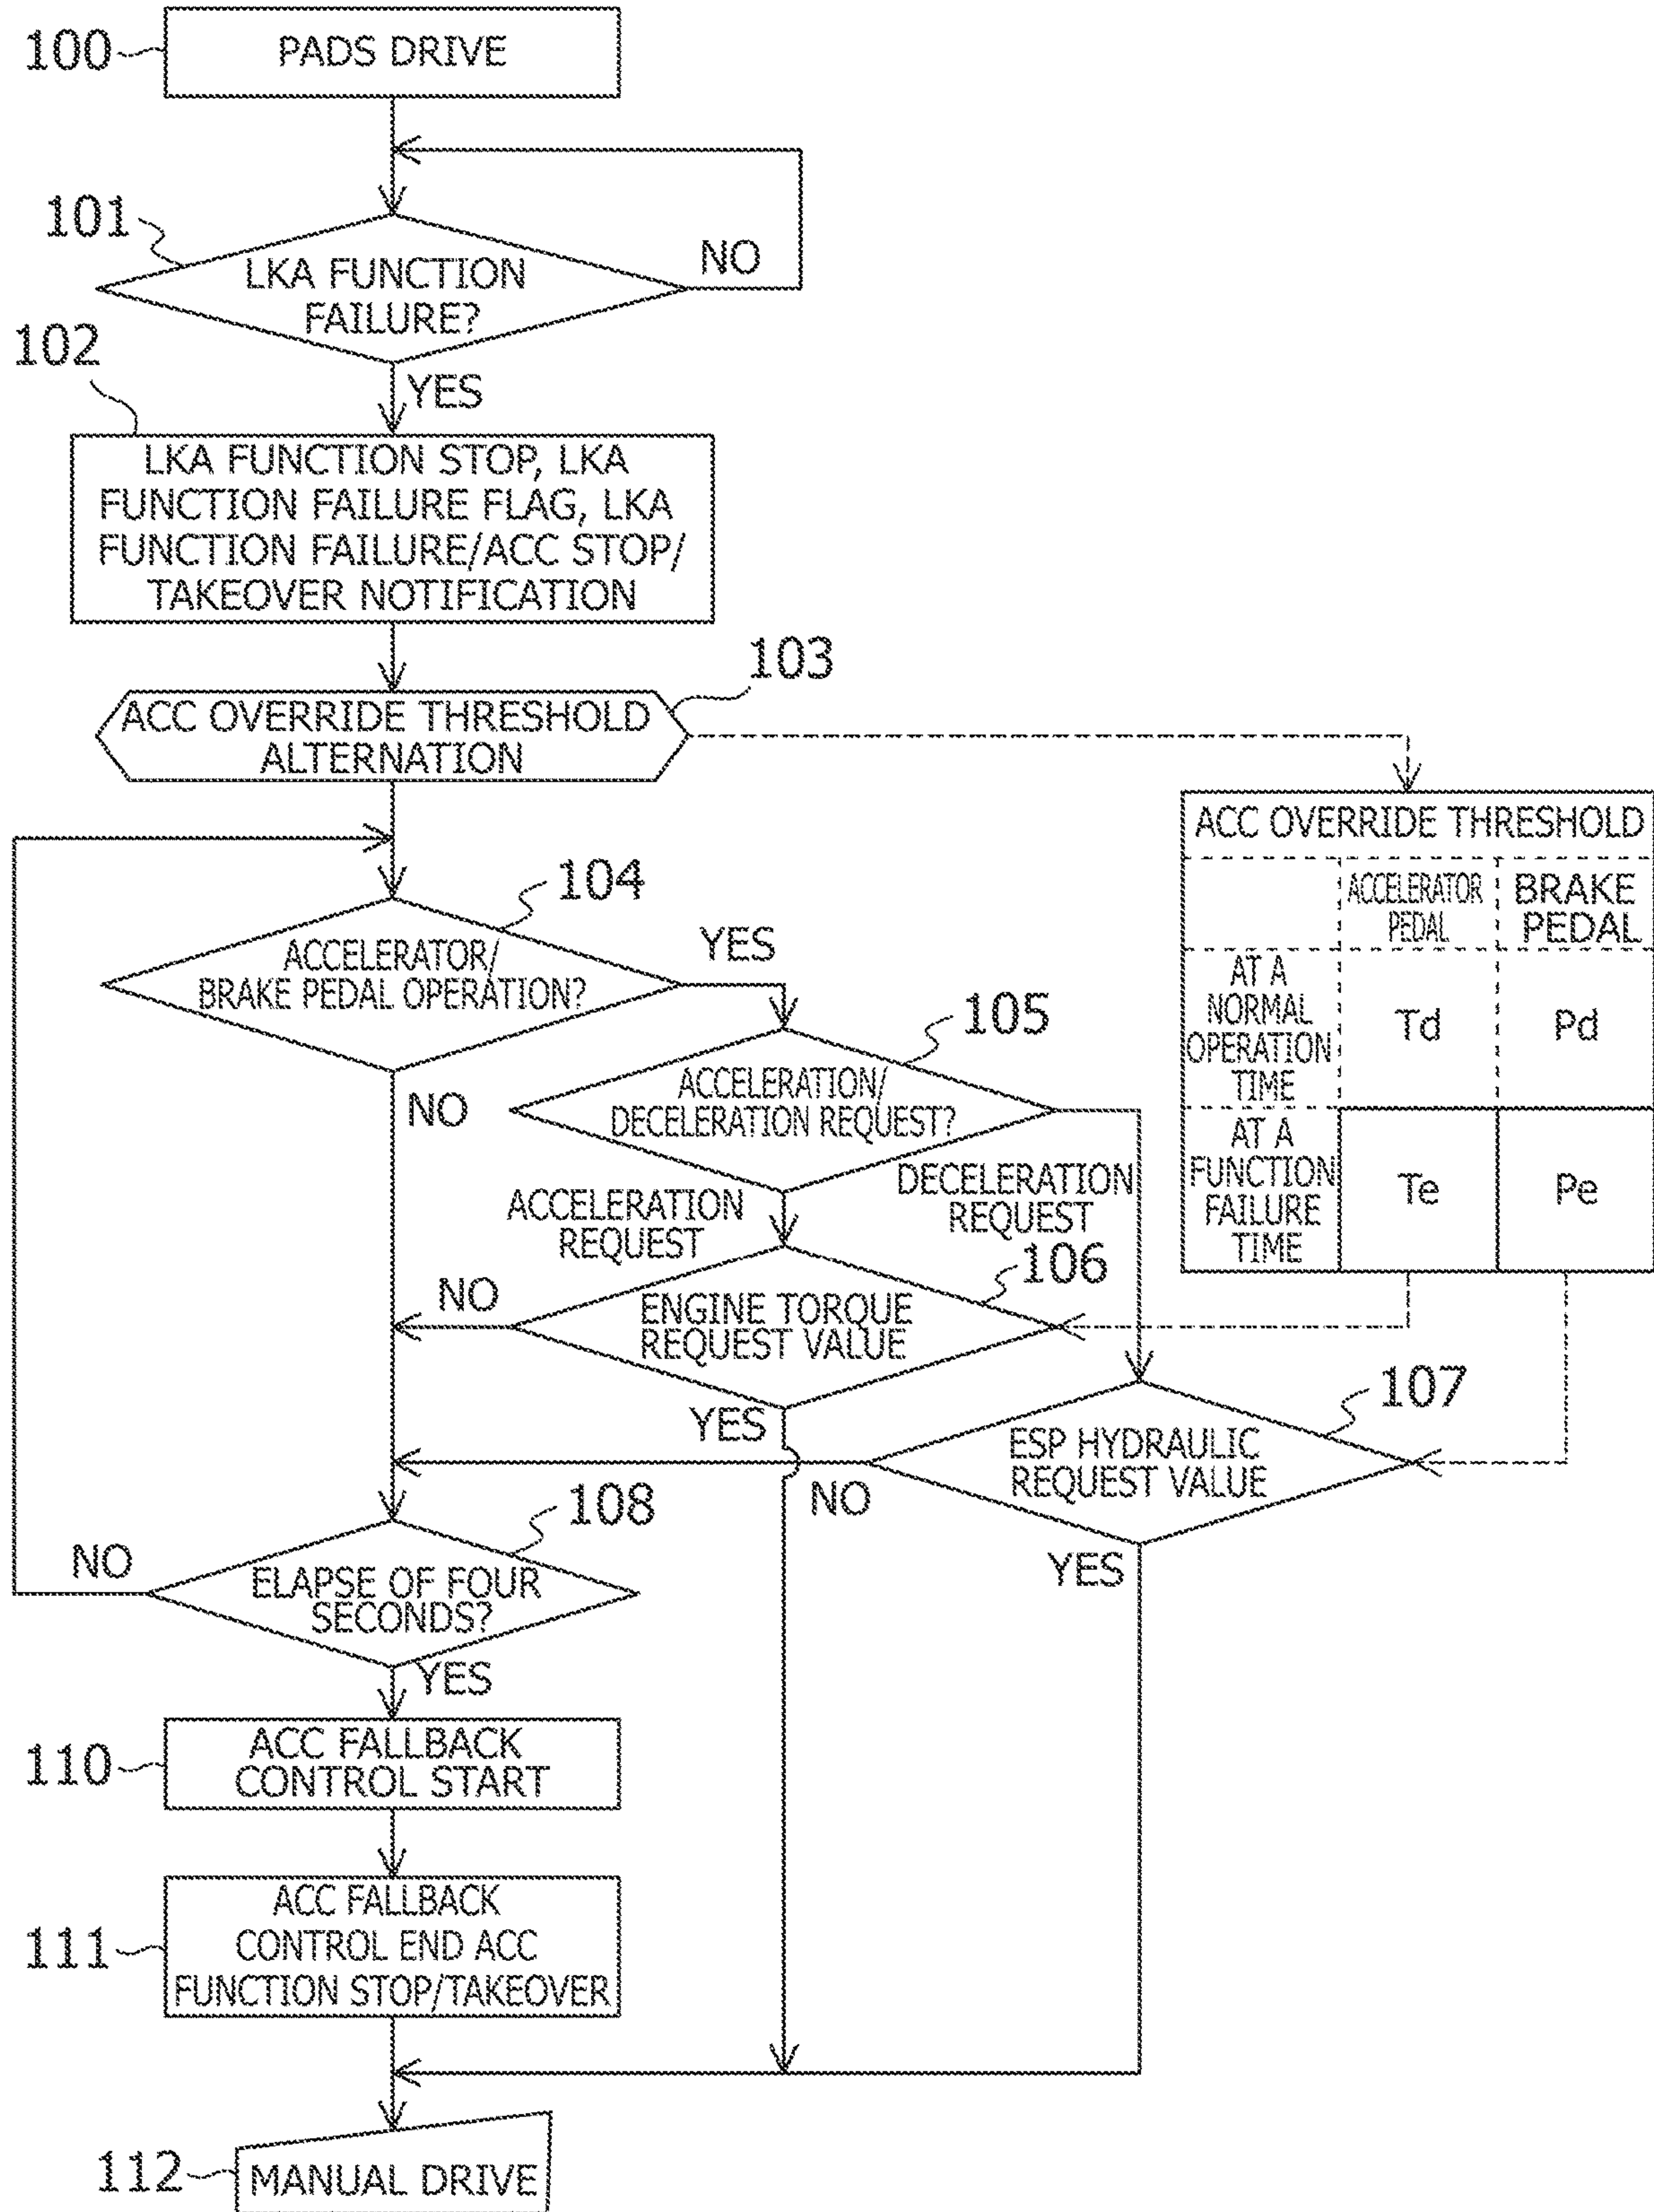 100
PADS DRIVE
101
LKA FUNCTION
FAILURE?
NO
YES
102
LKA FUNCTION STOP, LKA
FUNCTION FAILURE FLAG, LKA
FUNCTION FAILURE/ACC STOP/
TAKEOVER NOTIFICATION
103
ACC OVERRIDE THRESHOLD
ALTERNATION
ACC OVERRIDE THRESHOLD
ACCELERATOR
PEDAL
BRAKE
PEDAL
AT A
NORMAL
OPERATION
TIME
Td
Pd
AT A
FUNCTION
FAILURE
TIME
Te
Pe
104
ACCELERATOR/
BRAKE PEDAL OPERATION?
YES
NO
105
ACCELERATION/
DECELERATION REQUEST?
ACCELERATION
REQUEST
DECELERATION
REQUEST
106
ENGINE TORQUE
REQUEST VALUE
NO
YES
107
ESP HYDRAULIC
REQUEST VALUE
NO
YES
108
ELAPSE OF FOUR
SECONDS?
NO
YES
110
ACC FALLBACK
CONTROL START
111
ACC FALLBACK
CONTROL END ACC
FUNCTION STOP/TAKEOVER
112
MANUAL DRIVE